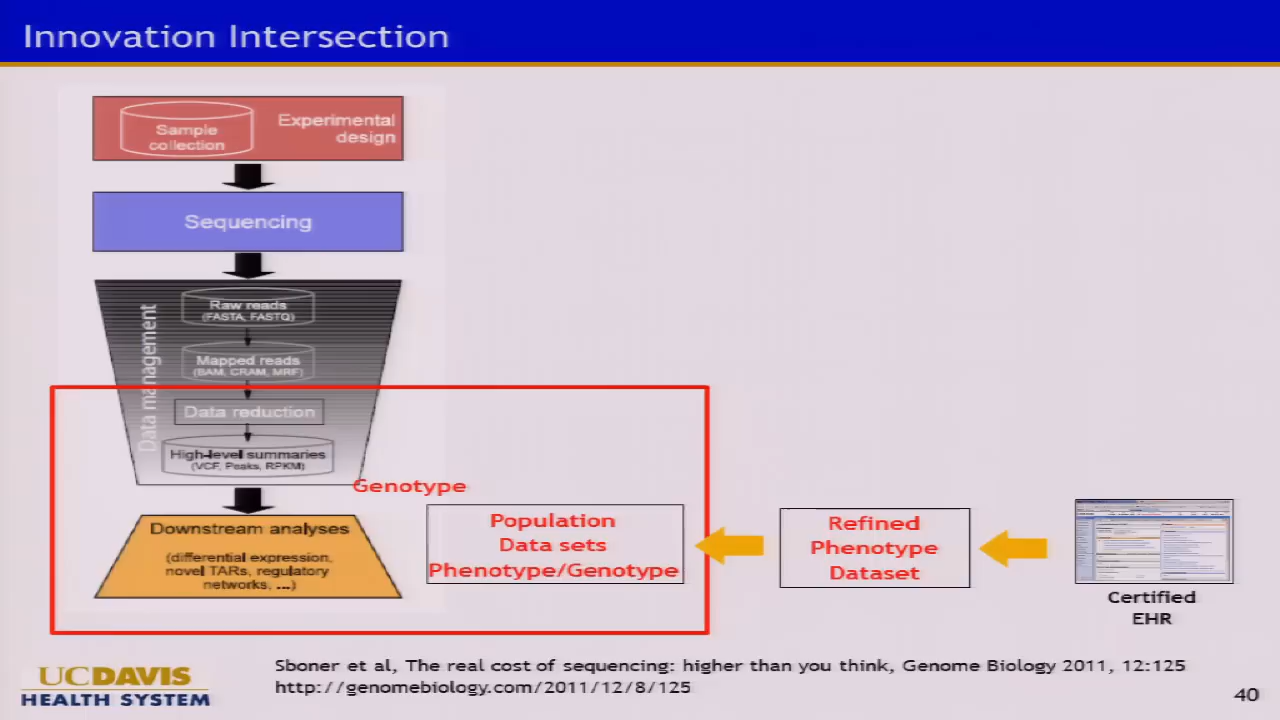 Innovation Intersection
Sample
collection
Experimental
design
Sequencing
Data management
Raw reads
(FASTA, FASTQ)
Mapped reads
(BAM, CRAM, MRF)
Data reduction
High-level summaries
(VCF, Peaks, RPKM)
Genotype
Downstream analyses
(differential expression,
novel TARs, regulatory
networks, ...)
Population
Data sets
Phenotype/Genotype
Refined
Phenotype
Dataset
Certified
EHR
Sboner et al, The real cost of sequencing: higher than you think, Genome Biology 2011, 12:125
http://genomebiology.com/2011/12/8/125
UCDAVIS
HEALTH SYSTEM
40